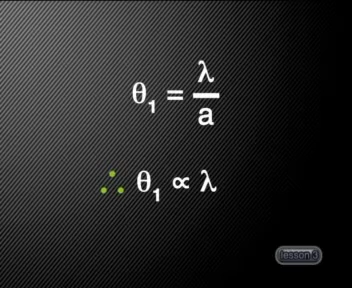 θ₁ = λ/a
∴ θ₁ ∝ λ
lesson 3